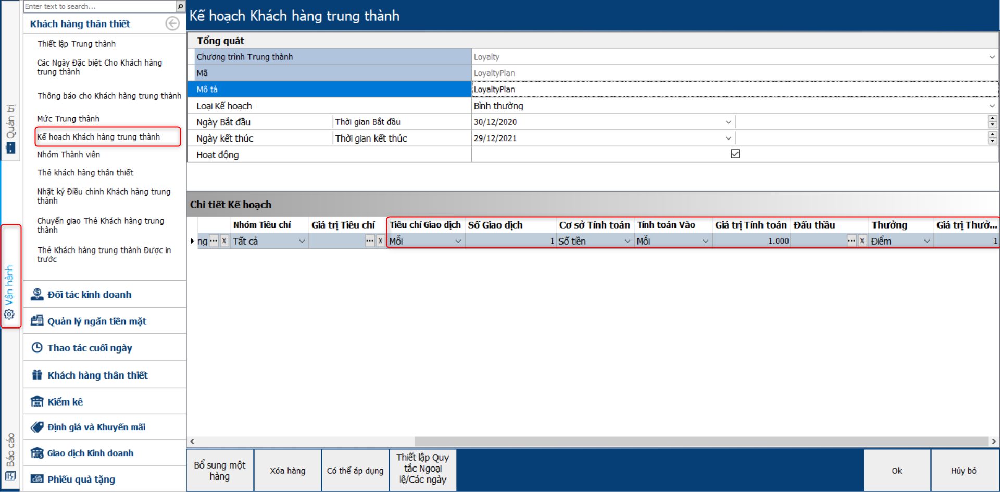 Enter text to search...
Khách hàng thân thiết
Thiết lập Trung thành
Các Ngày Đặc biệt Cho Khách hàng
trung thành
Thông báo cho Khách hàng trung thành
Mức Trung thành
Kế hoạch Khách hàng trung thành
Nhóm Thành viên
Thẻ khách hàng thân thiết
Nhật ký Điều chỉnh Khách hàng trung
thành
Chuyển giao Thẻ Khách hàng trung
thành
Thẻ Khách hàng trung thành Được in
trước
Đối tác kinh doanh
Quản lý ngăn tiền mặt
Thao tác cuối ngày
Khách hàng thân thiết
Kiểm kê
Định giá và Khuyến mãi
Giao dịch Kinh doanh
Phiếu quà tặng
Quản trị
Vận hành
Báo cáo
Kế hoạch Khách hàng trung thành
Tổng quát
Chương trình Trung thành Loyalty
Mã LoyaltyPlan
Mô tả LoyaltyPlan
Loại Kế hoạch Bình thường
Ngày Bắt đầu Thời gian Bắt đầu 30/12/2020
Ngày kết thúc Thời gian kết thúc 29/12/2021
Hoạt động
Chi tiết Kế hoạch
Nhóm Tiêu chí Giá trị Tiêu chí Tiêu chí Giao dịch Số Giao dịch Cơ sở Tính toán Tính toán Vào Giá trị Tính toán Đấu thầu Thưởng Giá trị Thưở...
ng ... X Tất cả ... X Mỗi 1 Số tiền Mỗi 1.000 ... X Điểm 1
Bổ sung một
hàng
Xóa hàng
Có thể áp dụng
Thiết lập Quy
tắc Ngoại
lệ/Các ngày
Ok
Hủy bỏ